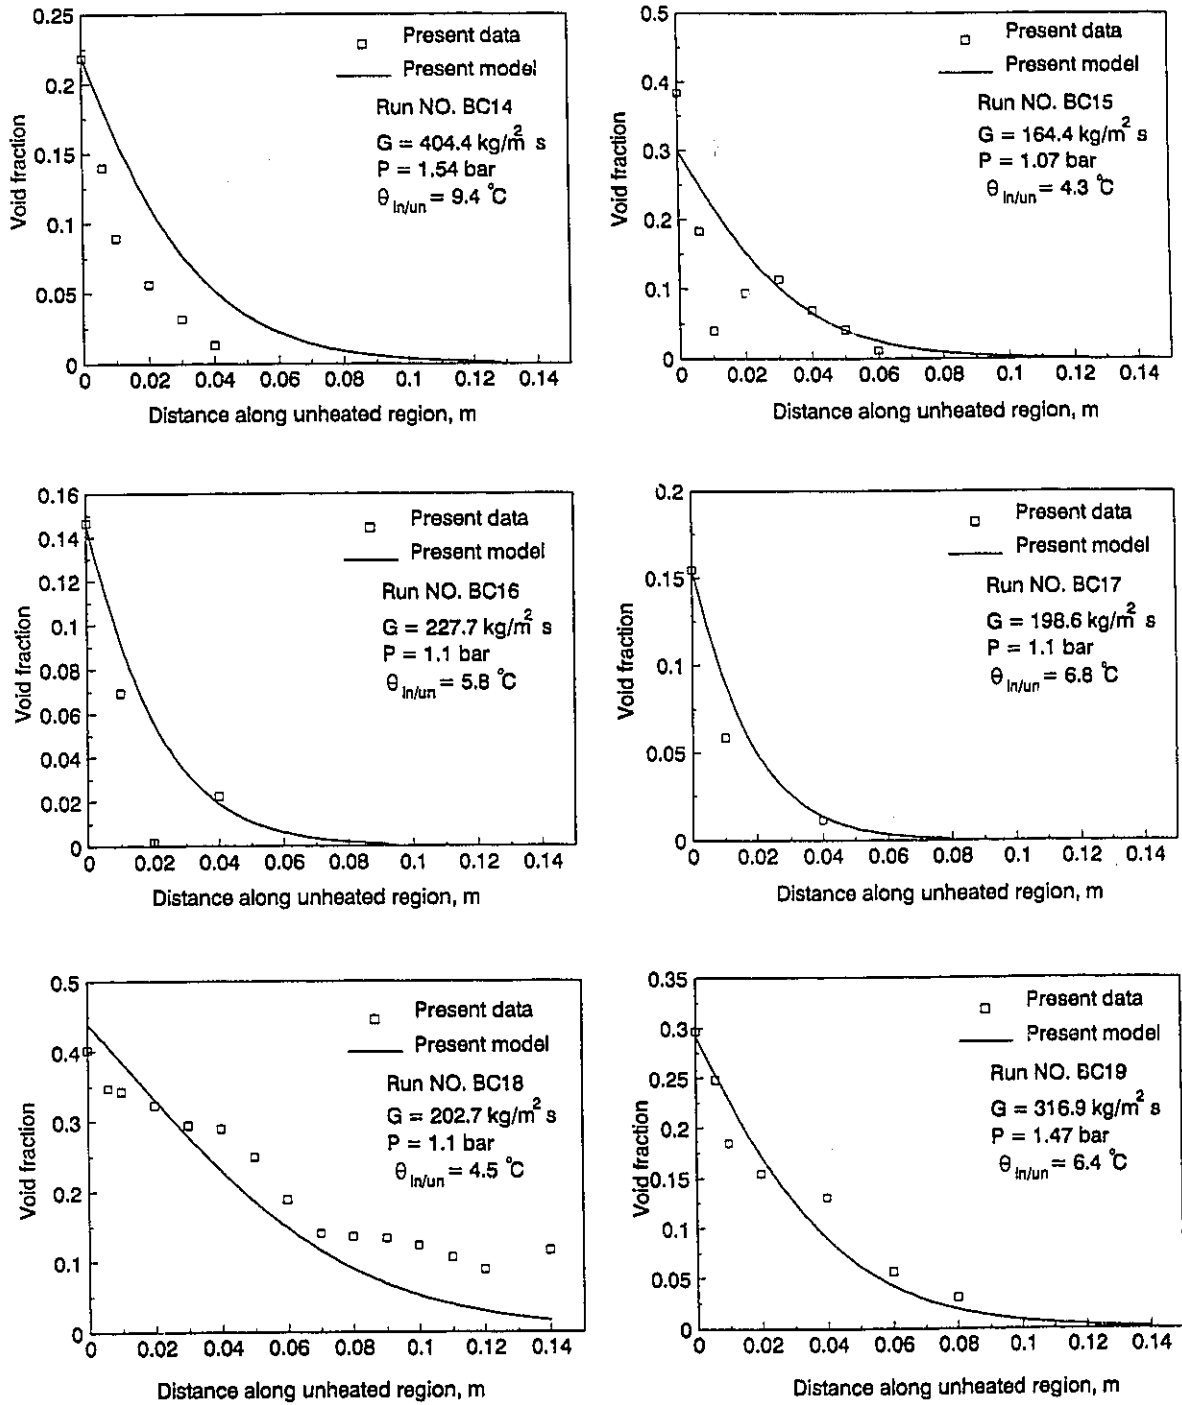 0.25
0.2
0.15
0.1
0.05
0
Void fraction
Present data
Present model
Run NO. BC14
G = 404.4 kg/m² s
P = 1.54 bar
θ In/un = 9.4 °C
0 0.02 0.04 0.06 0.08 0.1 0.12 0.14
Distance along unheated region, m
0.5
0.4
0.3
0.2
0.1
0
Void fraction
Present data
Present model
Run NO. BC15
G = 164.4 kg/m² s
P = 1.07 bar
θ In/un = 4.3 °C
0 0.02 0.04 0.06 0.08 0.1 0.12 0.14
Distance along unheated region, m
0.16
0.14
0.12
0.1
0.08
0.06
0.04
0.02
0
Void fraction
Present data
Present model
Run NO. BC16
G = 227.7 kg/m² s
P = 1.1 bar
θ In/un = 5.8 °C
0 0.02 0.04 0.06 0.08 0.1 0.12 0.14
Distance along unheated region, m
0.2
0.15
0.1
0.05
0
Void fraction
Present data
Present model
Run NO. BC17
G = 198.6 kg/m² s
P = 1.1 bar
θ In/un = 6.8 °C
0 0.02 0.04 0.06 0.08 0.1 0.12 0.14
Distance along unheated region, m
0.5
0.4
0.3
0.2
0.1
0
Void fraction
Present data
Present model
Run NO. BC18
G = 202.7 kg/m² s
P = 1.1 bar
θ In/un = 4.5 °C
0 0.02 0.04 0.06 0.08 0.1 0.12 0.14
Distance along unheated region, m
0.35
0.3
0.25
0.2
0.15
0.1
0.05
0
Void fraction
Present data
Present model
Run NO. BC19
G = 316.9 kg/m² s
P = 1.47 bar
θ In/un = 6.4 °C
0 0.02 0.04 0.06 0.08 0.1 0.12 0.14
Distance along unheated region, m